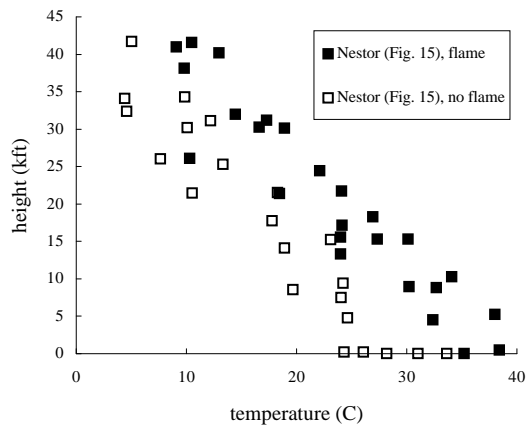 45
40
35
30
25
20
15
10
5
0
height (kft)
Nestor (Fig. 15), flame
Nestor (Fig. 15), no flame
0 10 20 30 40
temperature (C)